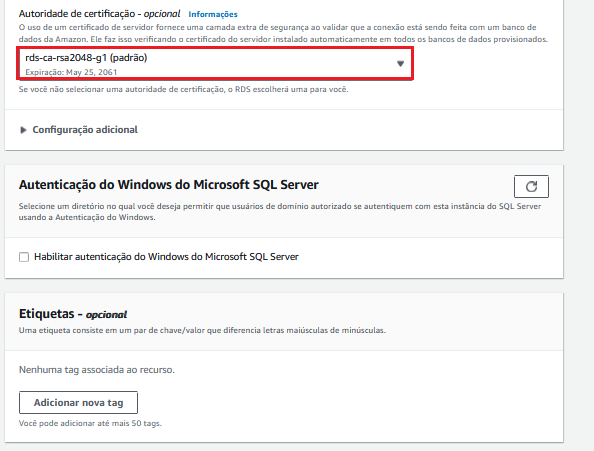 Autoridade de certificação - opcional Informações
O uso de um certificado de servidor fornece uma camada extra de segurança ao validar que a conexão está sendo feita com um banco de
dados da Amazon. Ele faz isso verificando o certificado do servidor instalado automaticamente em todos os bancos de dados provisionados.
rds-ca-rsa2048-g1 (padrão)
Expiração: May 25, 2061
Se você não selecionar uma autoridade de certificação, o RDS escolherá uma para você.
Configuração adicional
Autenticação do Windows do Microsoft SQL Server
Selecione um diretório no qual você deseja permitir que usuários de domínio autorizado se autentiquem com esta instância do SQL Server
usando a Autenticação do Windows.
Habilitar autenticação do Windows do Microsoft SQL Server
Etiquetas - opcional
Uma etiqueta consiste em um par de chave/valor que diferencia letras maiúsculas de minúsculas.
Nenhuma tag associada ao recurso.
Adicionar nova tag
Você pode adicionar até mais 50 tags.